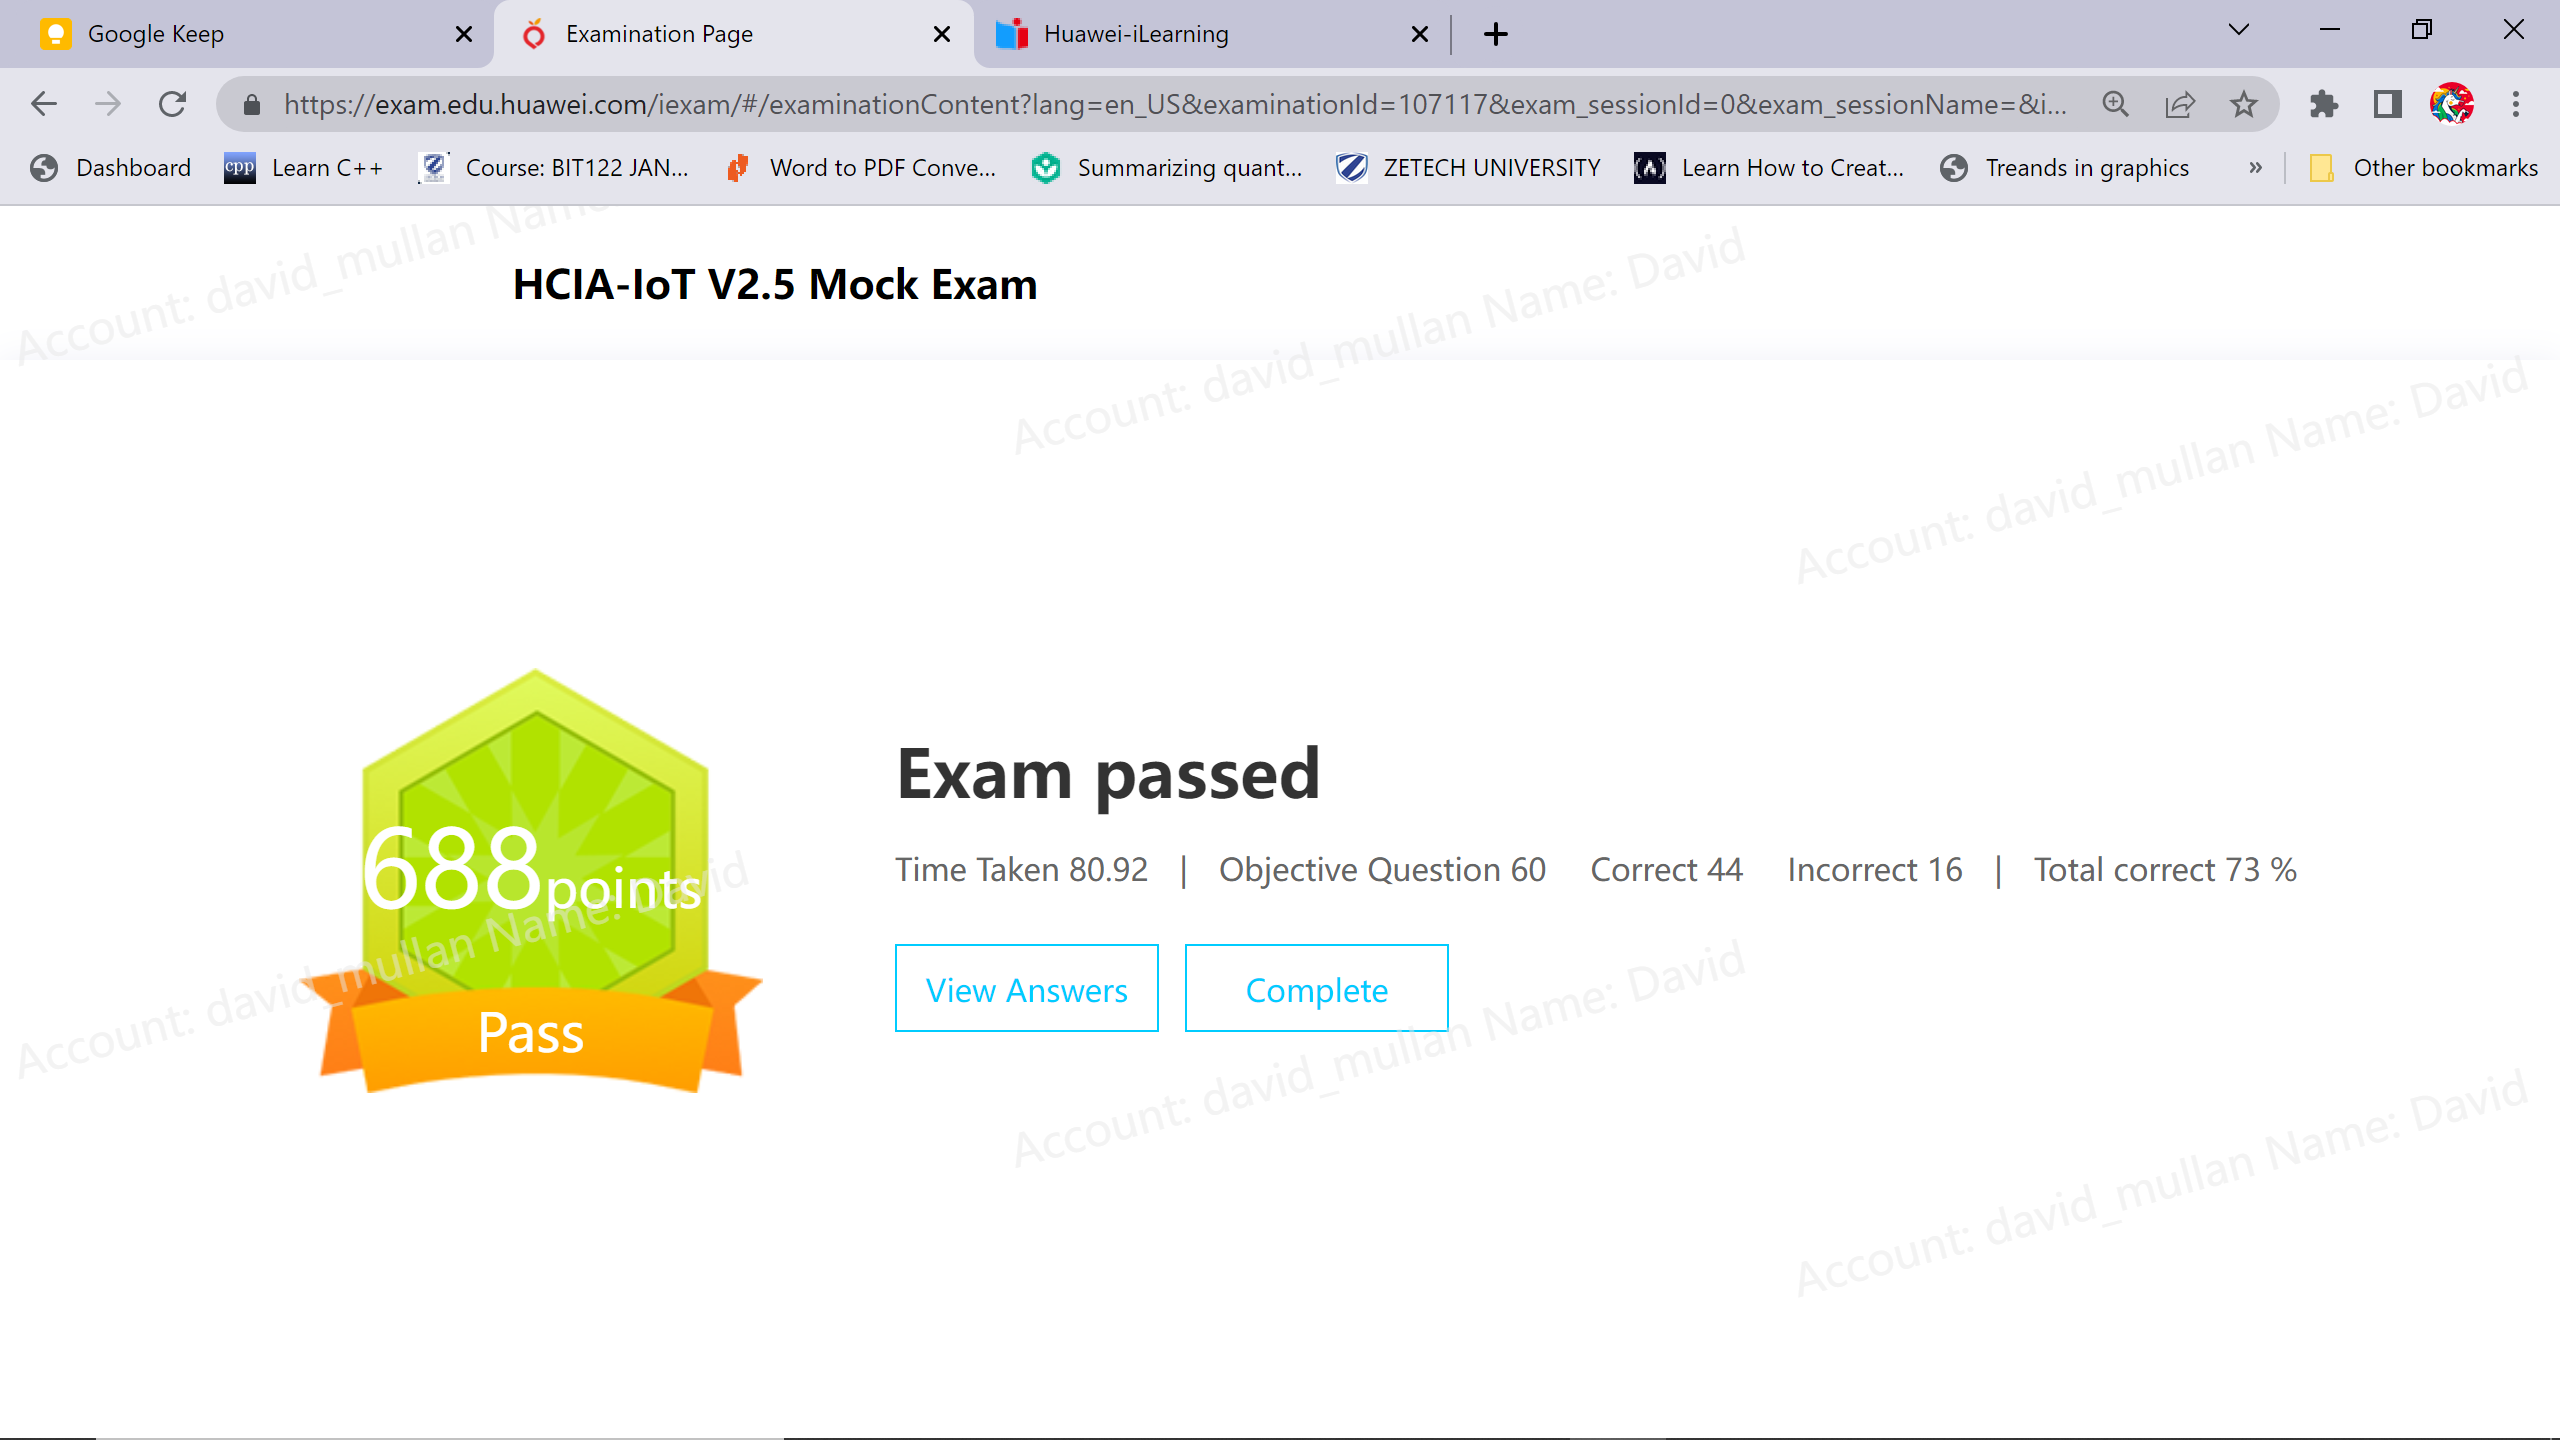 Google Keep
Examination Page
Huawei-iLearning
https://exam.edu.huawei.com/iexam/#/examinationContent?lang=en_US&examinationId=107117&exam_sessionId=0&exam_sessionName=&i...
Dashboard
cpp
Learn C++
Course: BIT122 JAN...
Word to PDF Conve...
Summarizing quant...
ZETECH UNIVERSITY
Learn How to Creat...
Treands in graphics
»
Other bookmarks
Account: david_mullan Name
HCIA-IoT V2.5 Mock Exam
Account: david_mullan Name: David
Account: david_mullan Name: David
688points
Pass
Exam passed
Time Taken 80.92 | Objective Question 60 Correct 44 Incorrect 16 | Total correct 73 %
View Answers
Complete
Account: david_mullan Name: David
Account: david_mullan Name: David
Account: david_mullan Name: David